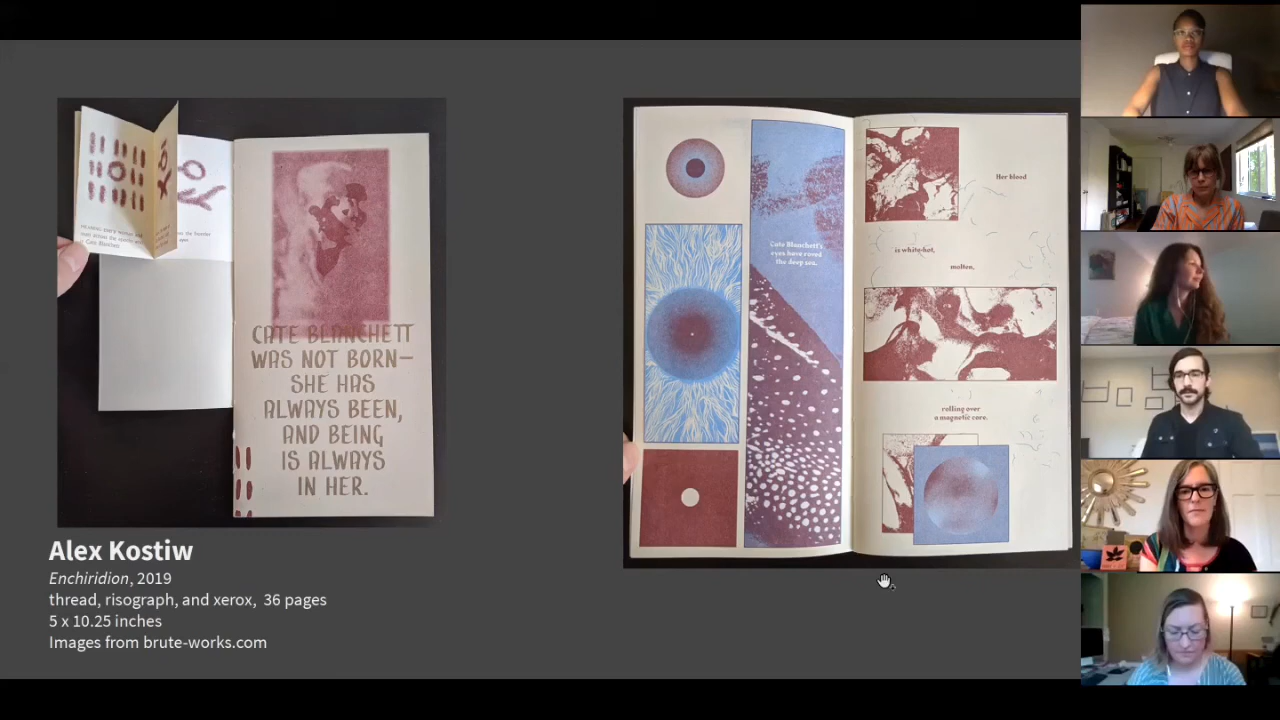 CATE BLANCHETT
WAS NOT BORN—
SHE HAS
ALWAYS BEEN,
AND BEING
IS ALWAYS
IN HER.
Cate Blanchett's
eyes have roved
the deep sea.
Her blood
is white-hot,
molten,
rolling over
a magnetic core.
Alex Kostiw
Enchiridion, 2019
thread, risograph, and xerox,  36 pages
5 x 10.25 inches
Images from brute-works.com